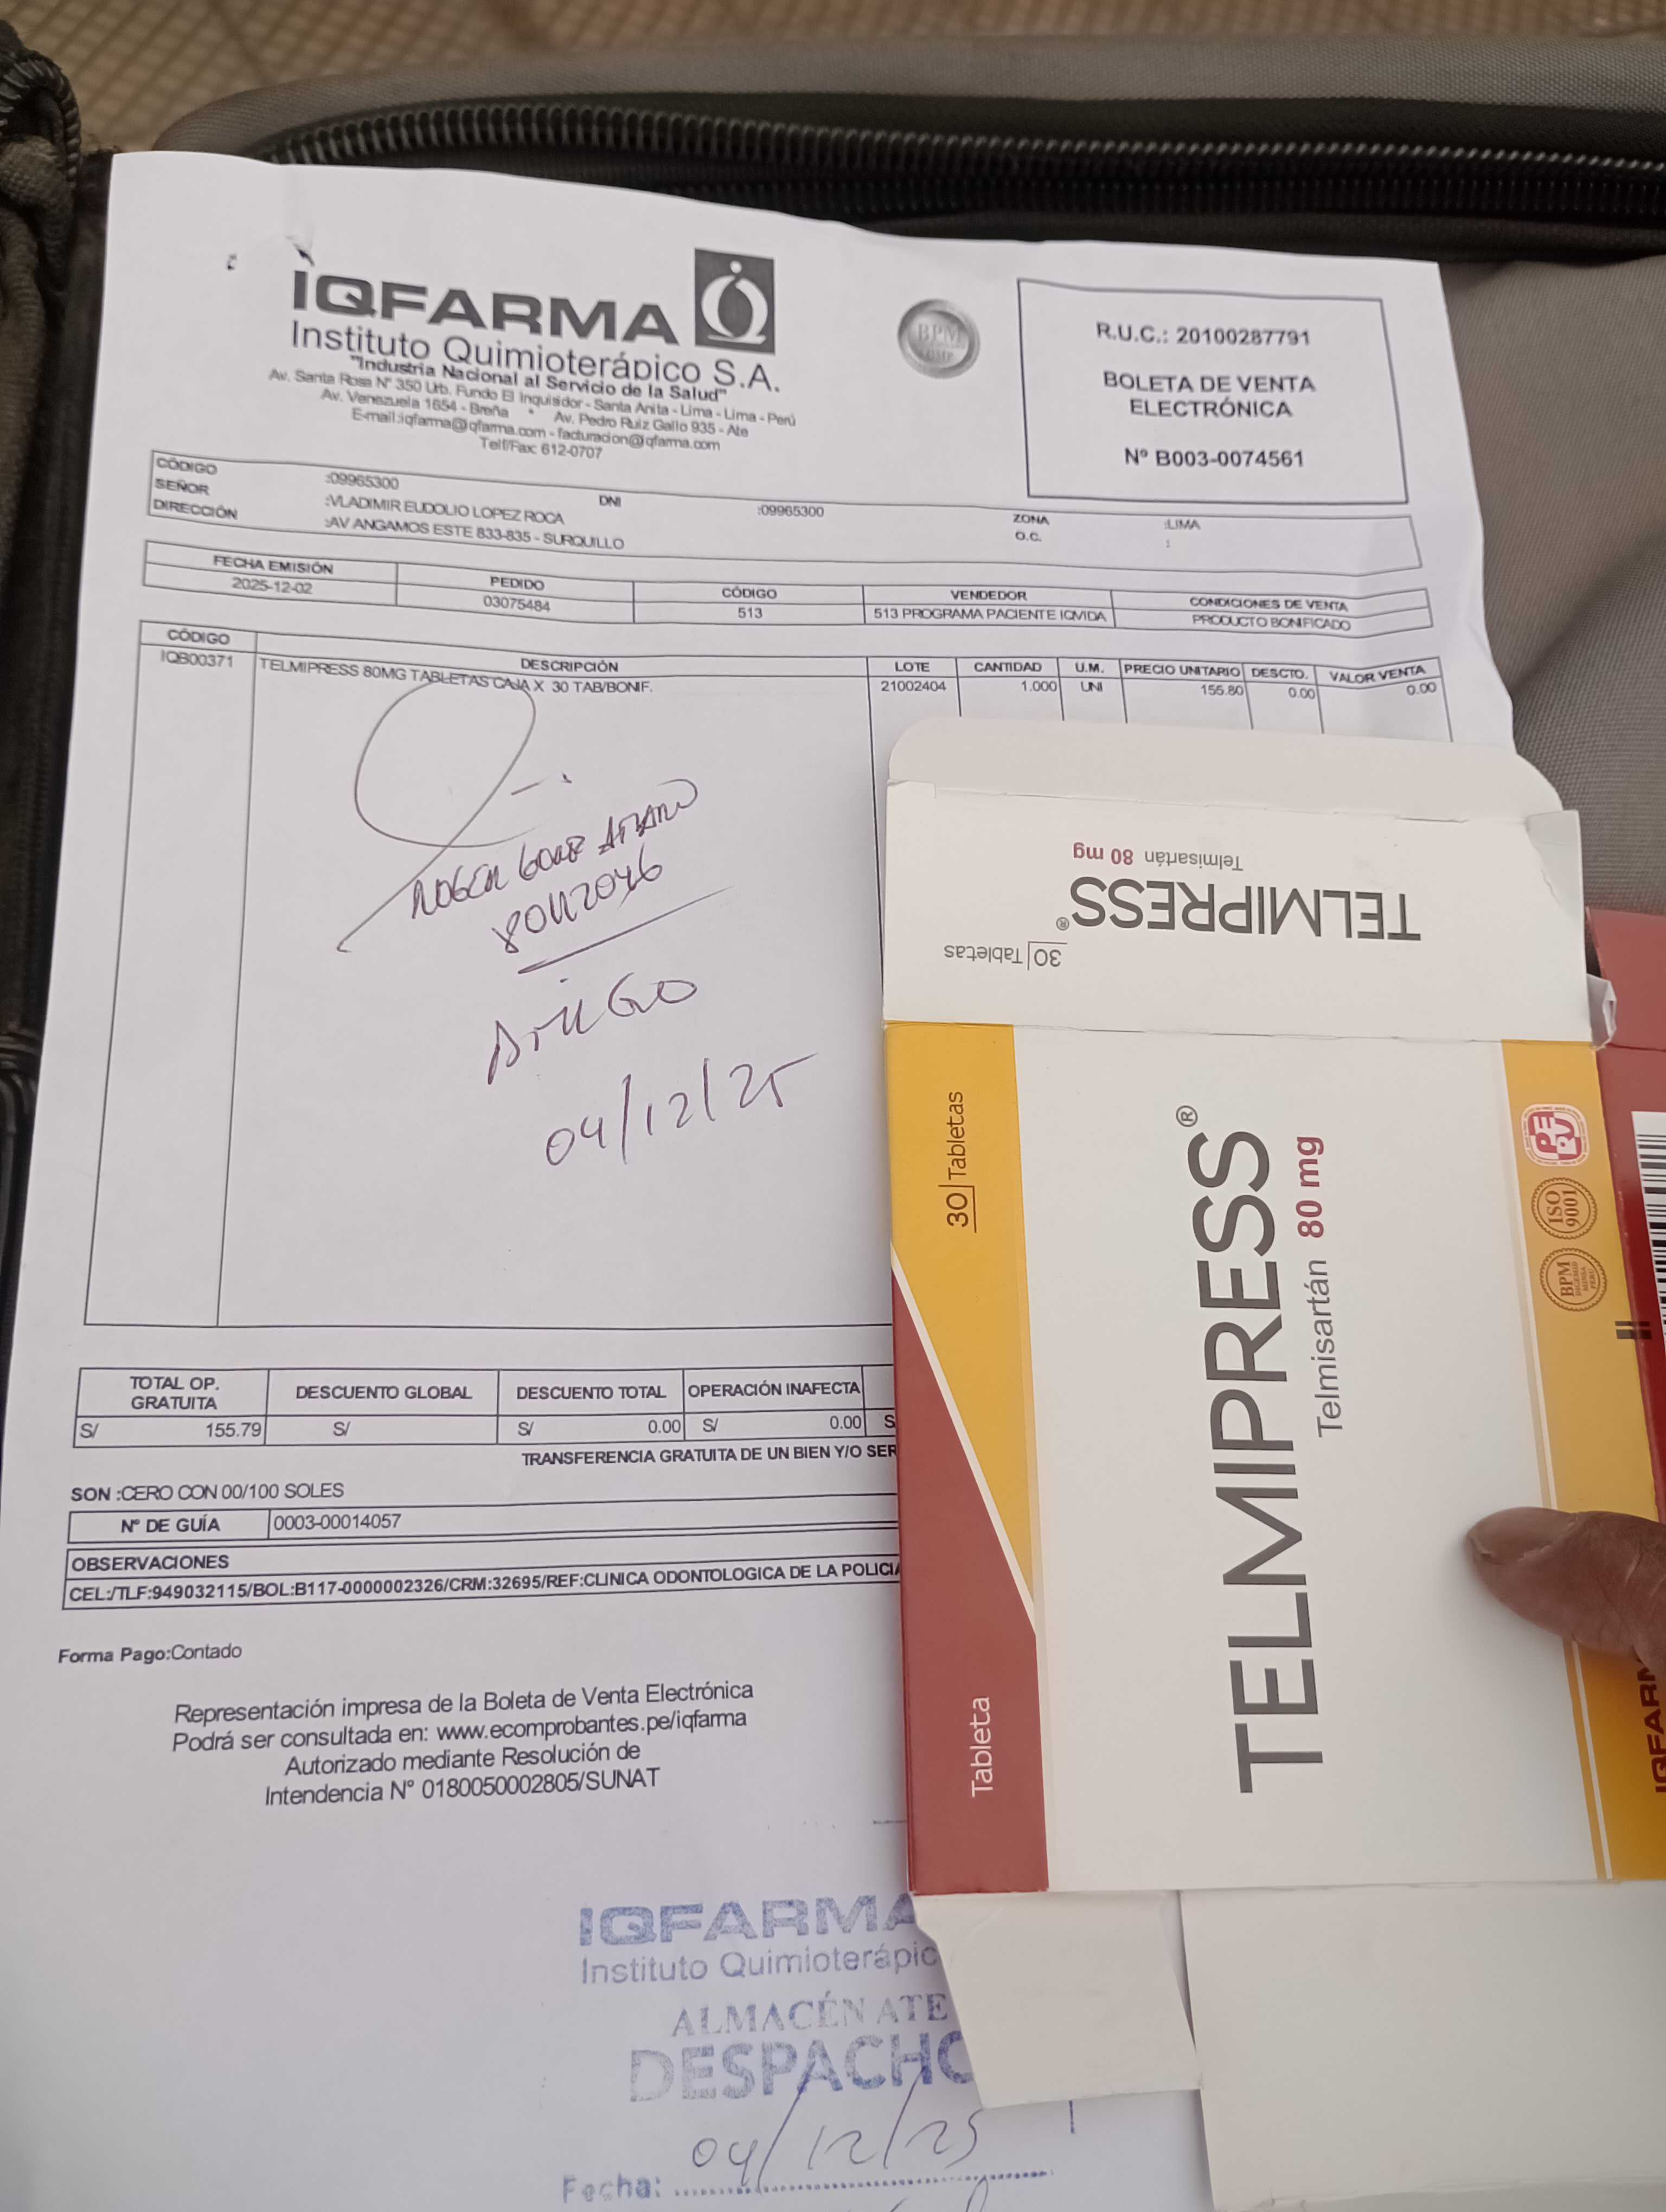 IQFARMA
Instituto Quimioterápico S.A.
"Industria Nacional al Servicio de la Salud"
Av. Santa Rosa N° 350 Urb. Fundo El Inquisidor - Santa Anita - Lima - Lima - Perú
Av. Venezuela 1654 - Breña * Av. Pedro Ruiz Gallo 935 - Ate
E-mail:iqfarma@iqfarma.com - facturacion@iqfarma.com
Telf/Fax: 612-0707
BPM
R.U.C.: 20100287791
BOLETA DE VENTA
ELECTRÓNICA
Nº B003-0074561
CÓDIGO :09965300 DNI :09965300 ZONA :LIMA
SEÑOR :VLADIMIR EUDOLIO LOPEZ ROCA O.C. :
DIRECCIÓN :AV ANGAMOS ESTE 833-835 - SURQUILLO
FECHA EMISIÓN PEDIDO CÓDIGO VENDEDOR CONDICIONES DE VENTA
2025-12-02 03075484 513 513 PROGRAMA PACIENTE IQVIDA PRODUCTO BONIFICADO
CÓDIGO DESCRIPCIÓN LOTE CANTIDAD U.M. PRECIO UNITARIO DESCTO. VALOR VENTA
IQB00371 TELMIPRESS 80MG TABLETAS CAJA X 30 TAB/BONIF. 21002404 1.000 UNI 155.80 0.00 0.00
04/12/25
TOTAL OP. GRATUITA DESCUENTO GLOBAL DESCUENTO TOTAL OPERACIÓN INAFECTA
S/ 155.79 S/ S/ 0.00 S/ 0.00 S
TRANSFERENCIA GRATUITA DE UN BIEN Y/O SER
SON :CERO CON 00/100 SOLES
Nº DE GUÍA 0003-00014057
OBSERVACIONES
CEL:/TLF:949032115/BOL:B117-0000002326/CRM:32695/REF:CLINICA ODONTOLOGICA DE LA POLICIA
Forma Pago:Contado
Representación impresa de la Boleta de Venta Electrónica
Podrá ser consultada en: www.ecomprobantes.pe/iqfarma
Autorizado mediante Resolución de
Intendencia N° 0180050002805/SUNAT
IQFARMA
Instituto Quimioterápic
ALMACÉN ATE
DESPACHO
04/12/25
Fecha:
TELMIPRESS®
Telmisartán 80 mg
30 Tabletas
TELMIPRESS®
Telmisartán 80 mg
30 Tabletas
Tableta
PERU
ISO
9001
BPM
IQFARM